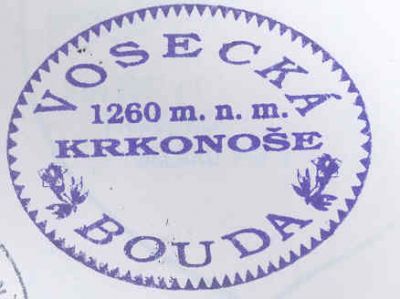 VOSECKÁ
1260 m. n. m.
KRKONOŠE
BOUDA